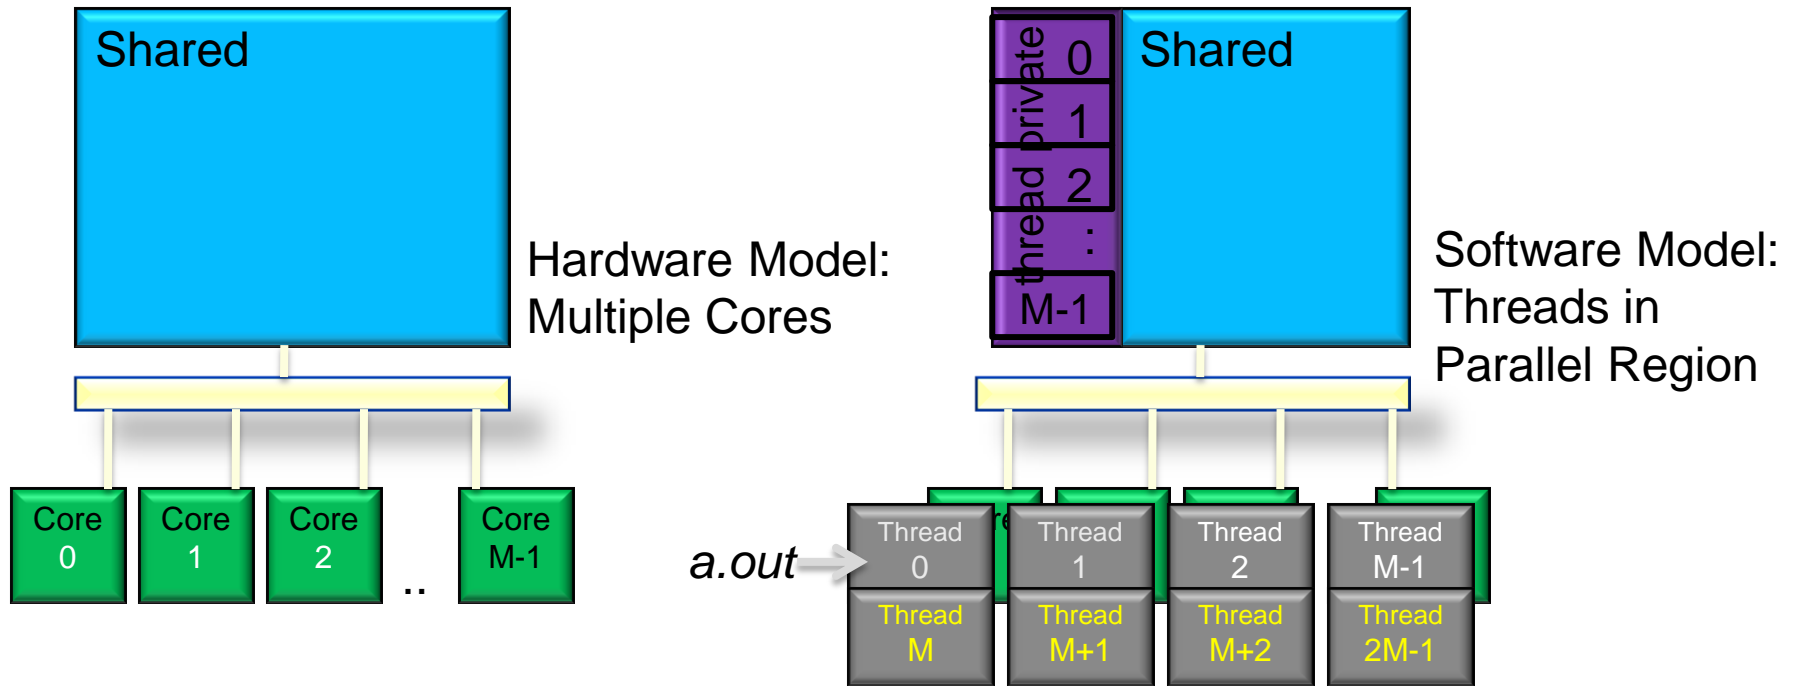 Shared
Hardware Model:
Multiple Cores
Core
0
Core
1
Core
2
..
Core
M-1
thread private
0
1
2
:
M-1
Shared
Software Model:
Threads in
Parallel Region
a.out
Thread
0
Thread
1
Thread
2
Thread
M-1
Thread
M
Thread
M+1
Thread
M+2
Thread
2M-1